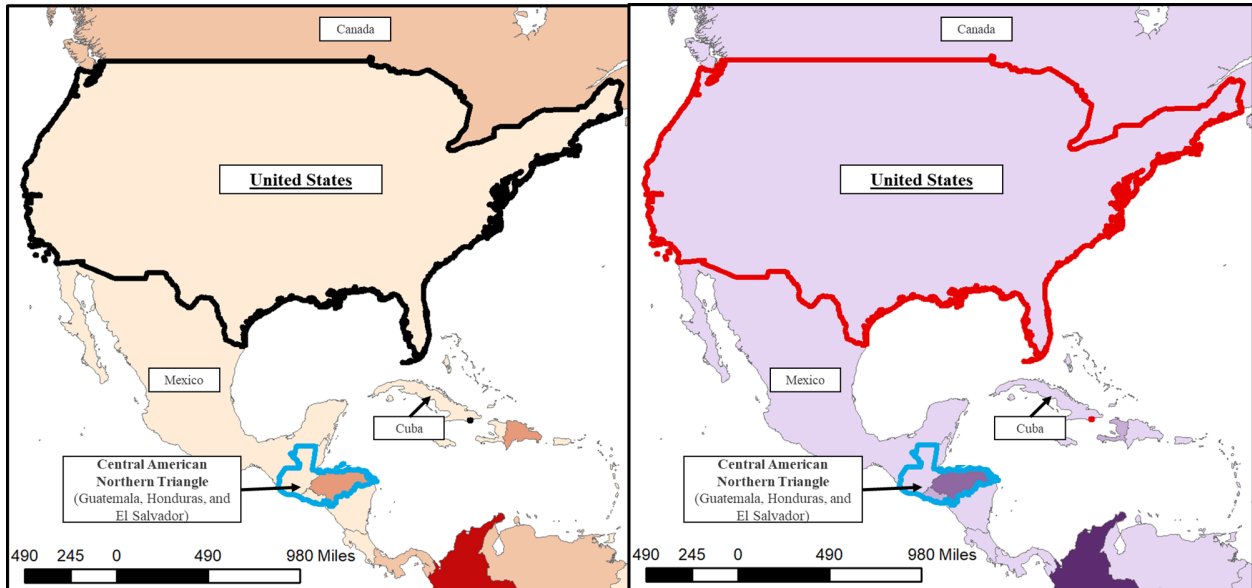 Canada
United States
Mexico
Cuba
Central American
Northern Triangle
(Guatemala, Honduras, and
El Salvador)
490 245 0 490 980 Miles
Canada
United States
Mexico
Cuba
Central American
Northern Triangle
(Guatemala, Honduras, and
El Salvador)
490 245 0 490 980 Miles